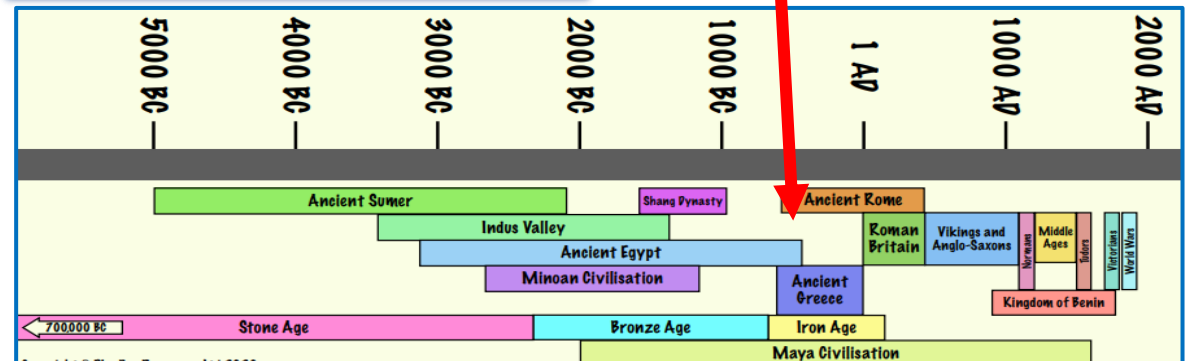 5000 BC
4000 BC
3000 BC
2000 BC
1000 BC
1 AD
1000 AD
2000 AD
Ancient Sumer
Shang Dynasty
Ancient Rome
Indus Valley
Roman
Britain
Vikings and
Anglo-Saxons
Normans
Middle
Ages
Tudors
Victorians
World Wars
Ancient Egypt
Minoan Civilisation
Ancient
Greece
Kingdom of Benin
700,000 BC
Stone Age
Bronze Age
Iron Age
Maya Civilisation